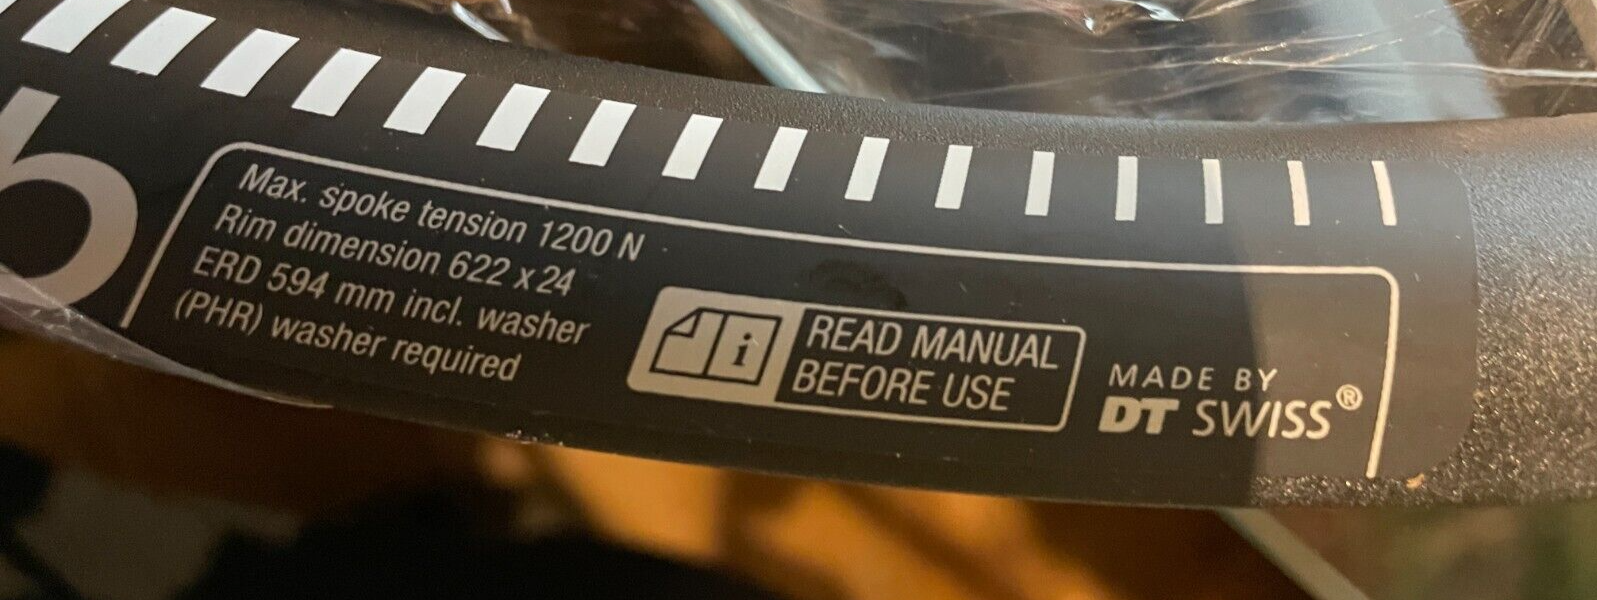 b
Max. spoke tension 1200 N
Rim dimension 622 x 24
ERD 594 mm incl. washer
(PHR) washer required
i
READ MANUAL
BEFORE USE
MADE BY
DT SWISS®